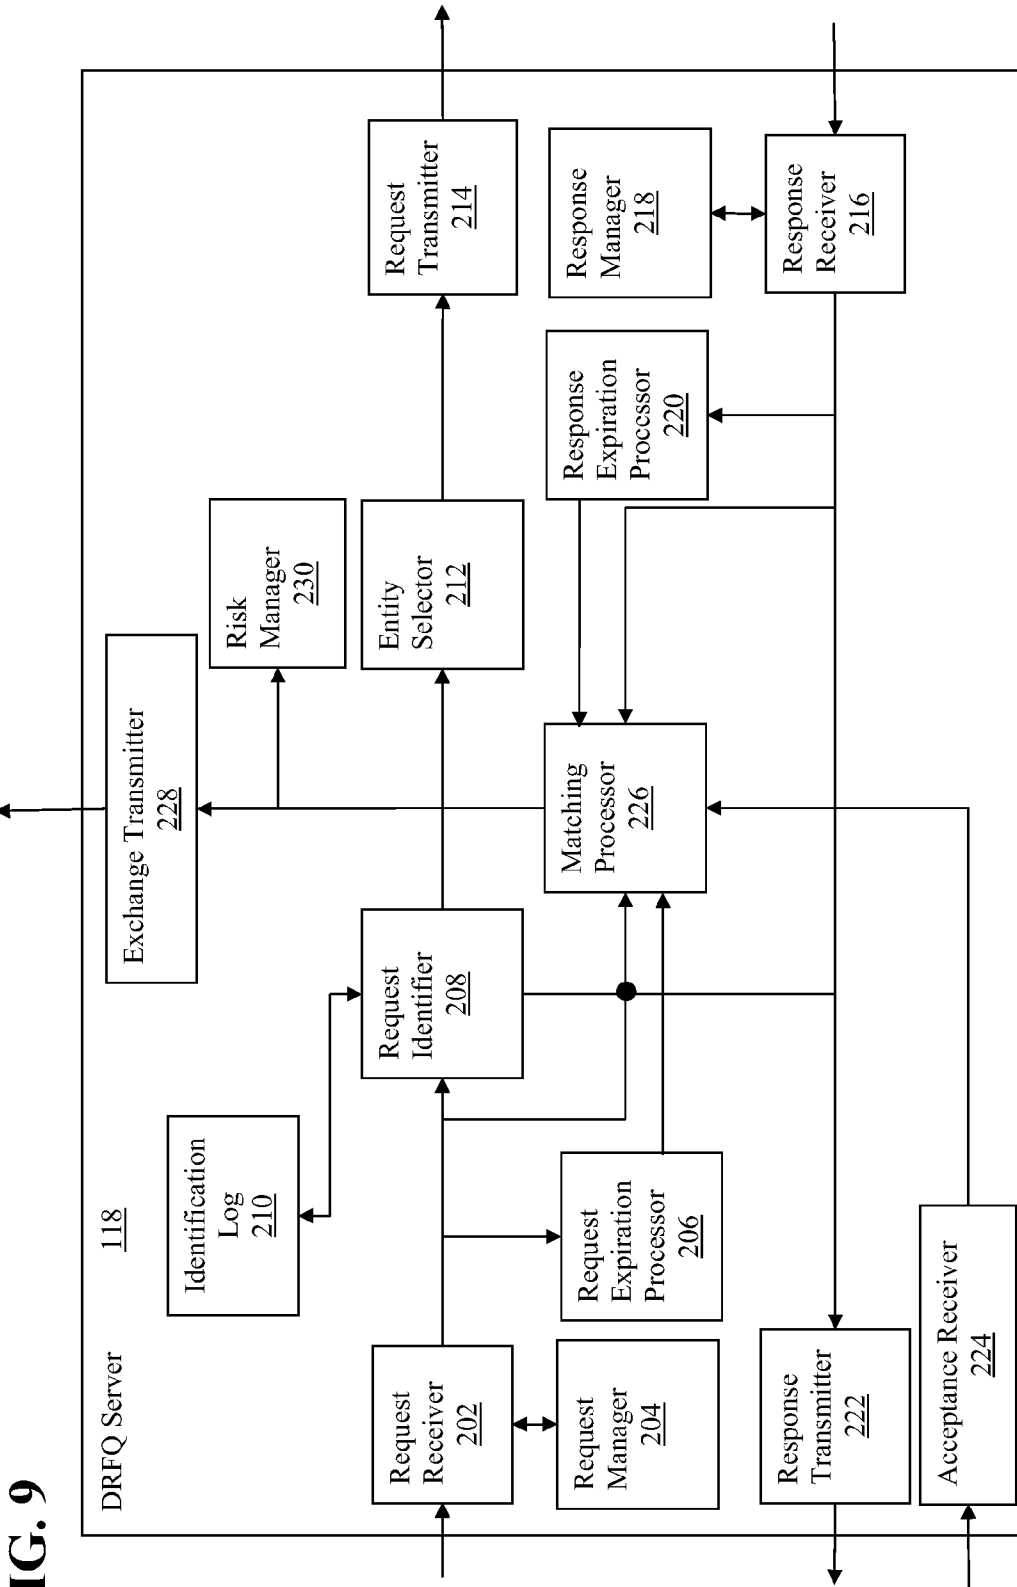 IG. 9
DRFQ Server
118
Identification
Log
210
Exchange Transmitter
228
Risk
Manager
230
Request
Receiver
202
Request
Identifier
208
Entity
Selector
212
Request
Transmitter
214
Request
Manager
204
Request
Expiration
Processor
206
Matching
Processor
226
Response
Expiration
Processor
220
Response
Manager
218
Response
Transmitter
222
Response
Receiver
216
Acceptance Receiver
224